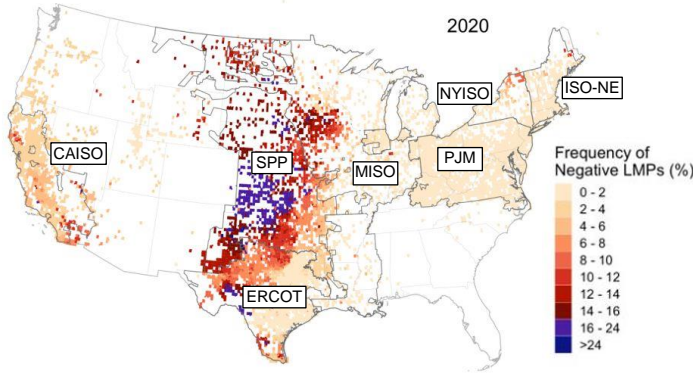 2020
NYISO
ISO-NE
CAISO
SPP
MISO
PJM
ERCOT
Frequency of
Negative LMPs (%)
0 - 2
2 - 4
4 - 6
6 - 8
8 - 10
10 - 12
12 - 14
14 - 16
16 - 24
>24